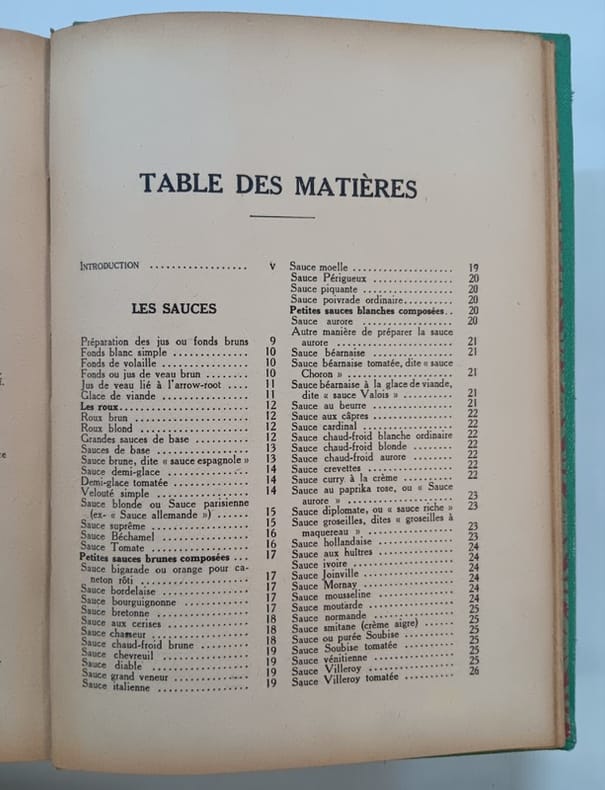 TABLE DES MATIÈRES
INTRODUCTION .................. V
LES SAUCES
Préparation des jus ou fonds bruns 9
Fonds blanc simple .............. 10
Fonds de volaille ................ 10
Fonds ou jus de veau brun ........ 10
Jus de veau lié à l'arrow-root .... 11
Glace de viande ................. 11
Les roux........................ 12
Roux brun ...................... 12
Roux blond ..................... 12
Grandes sauces de base .......... 12
Sauces de base .................. 13
Sauce brune, dite « sauce espagnole » 13
Sauce demi-glace ................ 14
Demi-glace tomatée .............. 14
Velouté simple .................. 14
Sauce blonde ou Sauce parisienne
(ex- « Sauce allemande ») ...... 15
Sauce suprême .................. 15
Sauce Béchamel ................. 16
Sauce Tomate ................... 16
Petites sauces brunes composées ... 17
Sauce bigarade ou orange pour ca-
neton rôti .................... 17
Sauce bordelaise ................ 17
Sauce bourguignonne ............ 17
Sauce bretonne .................. 17
Sauce aux cerises ................ 18
Sauce chasseur .................. 18
Sauce chaud-froid brune .......... 18
Sauce chevreuil ................. 19
Sauce diable .................... 19
Sauce grand veneur .............. 19
Sauce italienne .................. 19
Sauce moelle .................... 19
Sauce Périgueux ................ 20
Sauce piquante .................. 20
Sauce poivrade ordinaire.......... 20
Petites sauces blanches composées.. 20
Sauce aurore .................. 20
Autre manière de préparer la sauce
aurore ....................... 21
Sauce béarnaise ................. 21
Sauce béarnaise tomatée, dite « sauce
Choron » ...................... 21
Sauce béarnaise à la glace de viande,
dite « sauce Valois » .......... 21
Sauce au beurre ................. 21
Sauce aux câpres ................ 22
Sauce cardinal .................. 22
Sauce chaud-froid blanche ordinaire 22
Sauce chaud-froid blonde ........ 22
Sauce chaud-froid aurore ........ 22
Sauce crevettes ................. 22
Sauce curry à la crème .......... 22
Sauce au paprika rose, ou « Sauce
aurore » ...................... 23
Sauce diplomate, ou « sauce riche » 23
Sauce groseilles, dites « groseilles à
maquereau » .................. 23
Sauce hollandaise ............... 23
Sauce aux huîtres ................ 24
Sauce ivoire .................... 24
Sauce Joinville .................. 24
Sauce Mornay .................. 24
Sauce mousseline ................ 24
Sauce moutarde ................. 24
Sauce normande ................. 25
Sauce smitane (crème aigre) ...... 25
Sauce ou purée Soubise .......... 25
Sauce Soubise tomatée ........... 25
Sauce vénitienne ................ 25
Sauce Villeroy .................. 25
Sauce Villeroy tomatée .......... 26